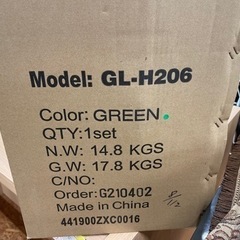 Model: GL-H206
Color: GREEN
QTY: 1set
N.W: 14.8 KGS
G.W: 17.8 KGS
C/NO:
Order: G210402
Made in China
441900ZXC0016